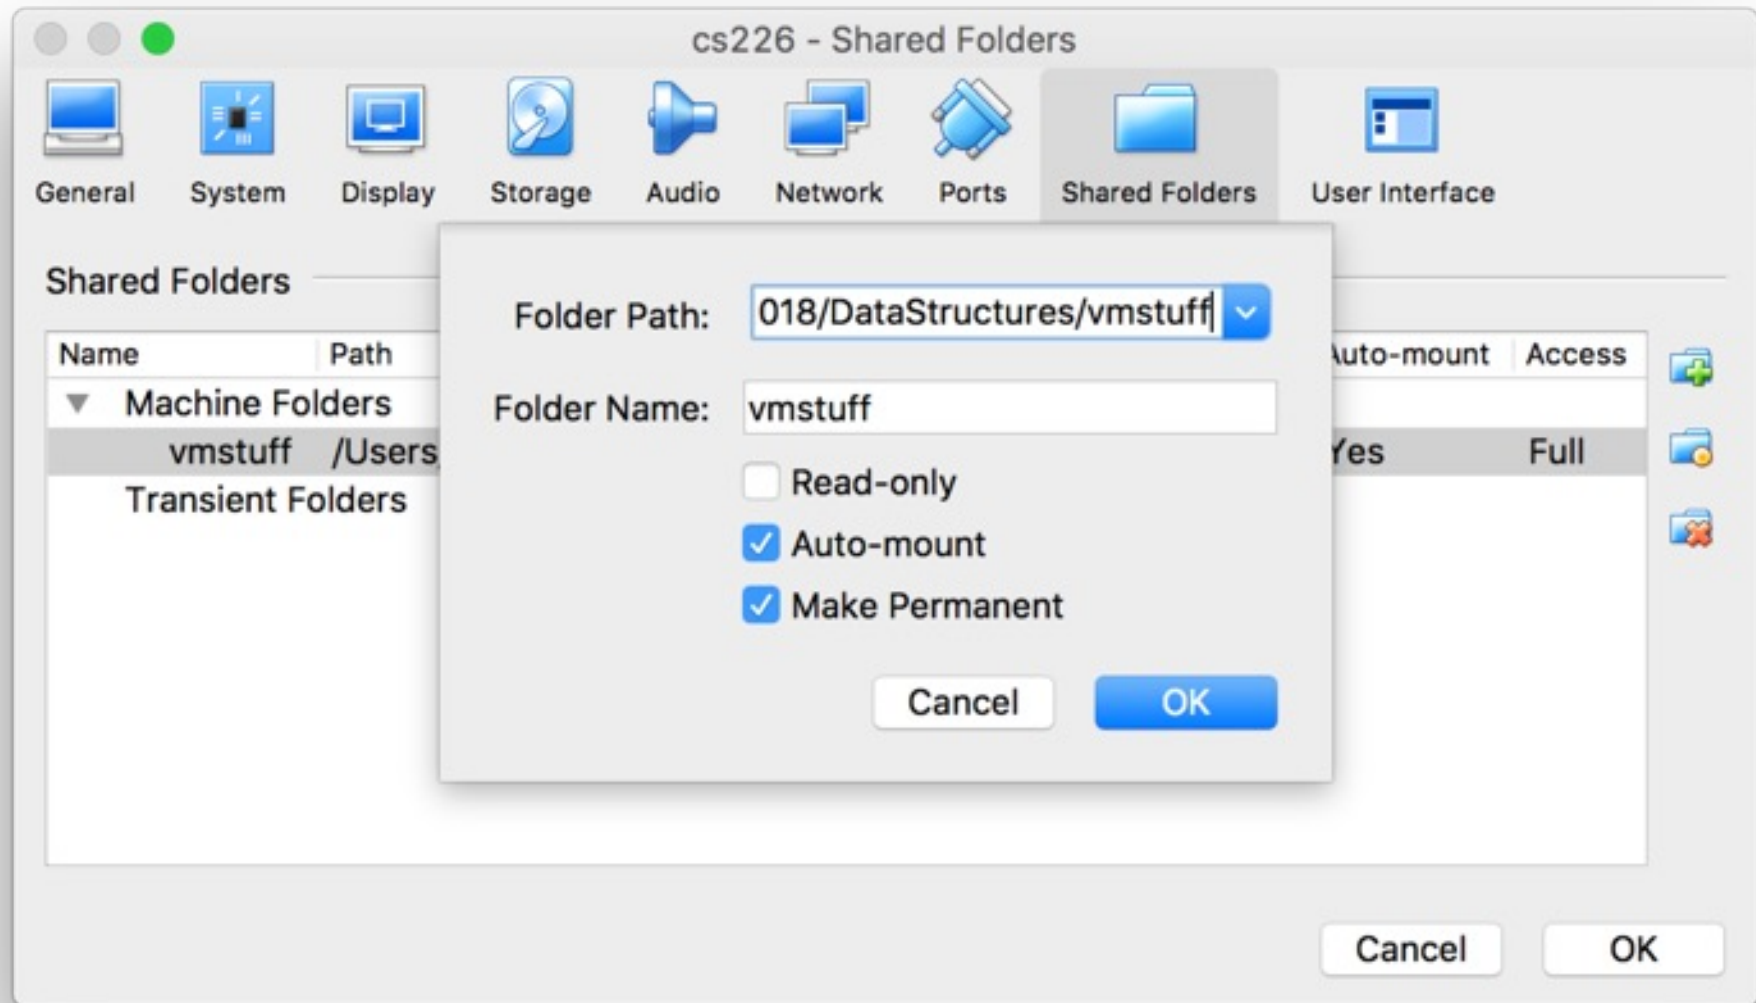 cs226 - Shared Folders
General System Display Storage Audio Network Ports Shared Folders User Interface
Shared Folders
Name Path Auto-mount Access
Machine Folders
vmstuff /Users Yes Full
Transient Folders
Folder Path: 018/DataStructures/vmstuff
Folder Name: vmstuff
Read-only
Auto-mount
Make Permanent
Cancel OK
Cancel OK